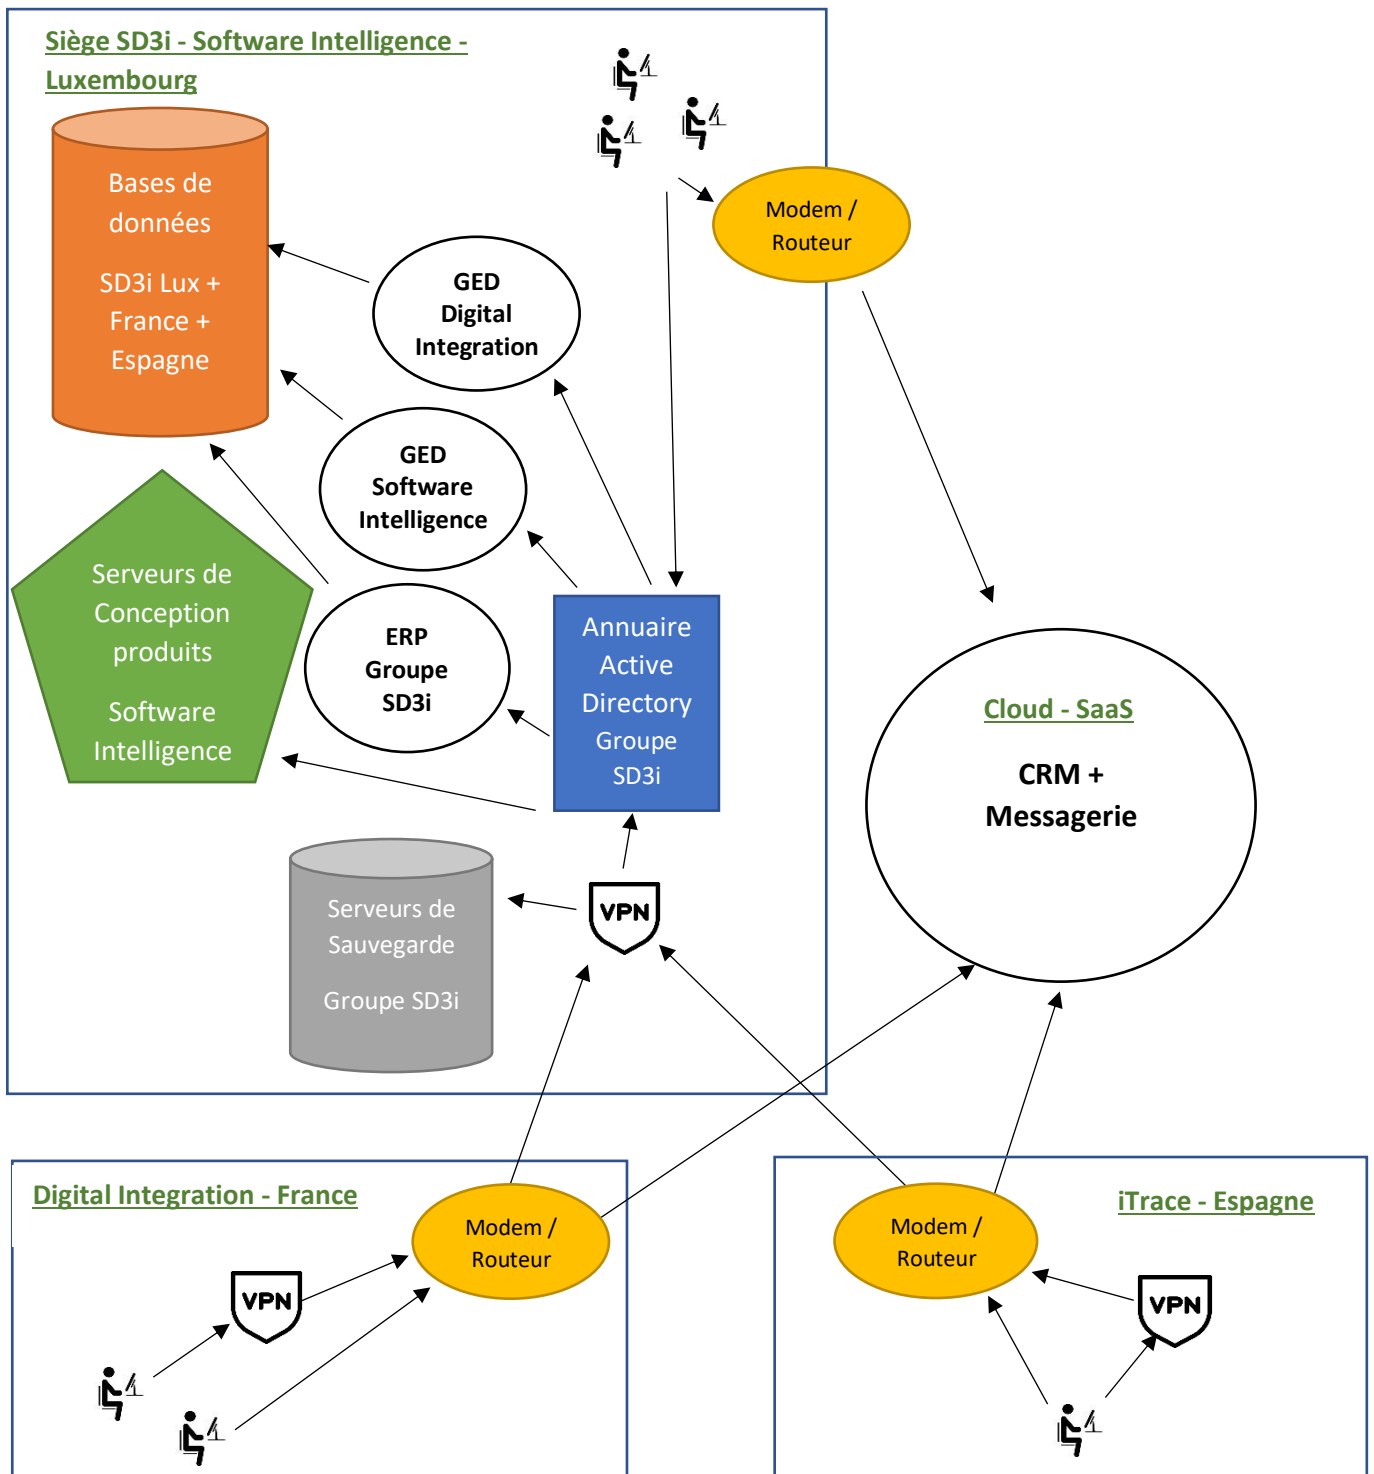 Siège SD3i - Software Intelligence -
Luxembourg
Bases de
données
SD3i Lux +
France +
Espagne
Modem /
Routeur
GED
Digital
Integration
GED
Software
Intelligence
Serveurs de
Conception
produits
Software
Intelligence
ERP
Groupe
SD3i
Annuaire
Active
Directory
Groupe
SD3i
Cloud - SaaS
CRM +
Messagerie
Serveurs de
Sauvegarde
Groupe SD3i
VPN
Digital Integration - France
Modem /
Routeur
VPN
iTrace - Espagne
Modem /
Routeur
VPN